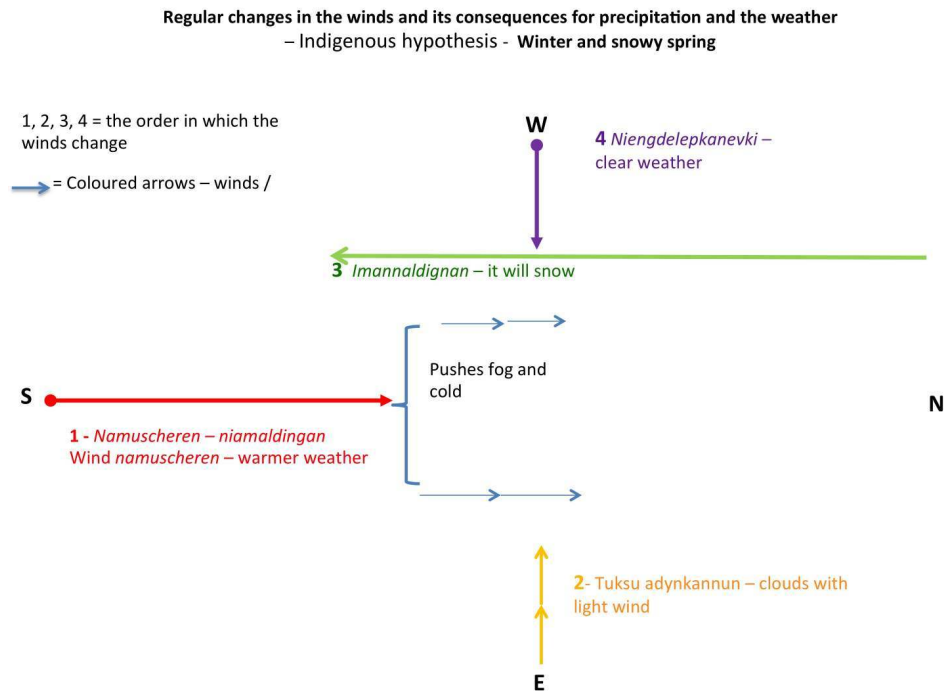 Regular changes in the winds and its consequences for precipitation and the weather
– Indigenous hypothesis - Winter and snowy spring
1, 2, 3, 4 = the order in which the
winds change
= Coloured arrows – winds /
W
4 Niengdelepkanevki –
clear weather
3 Imannaldignan – it will snow
Pushes fog and
cold
S
N
1 - Namuscheren – niamaldingan
Wind namuscheren – warmer weather
2- Tuksu adynkannun – clouds with
light wind
E